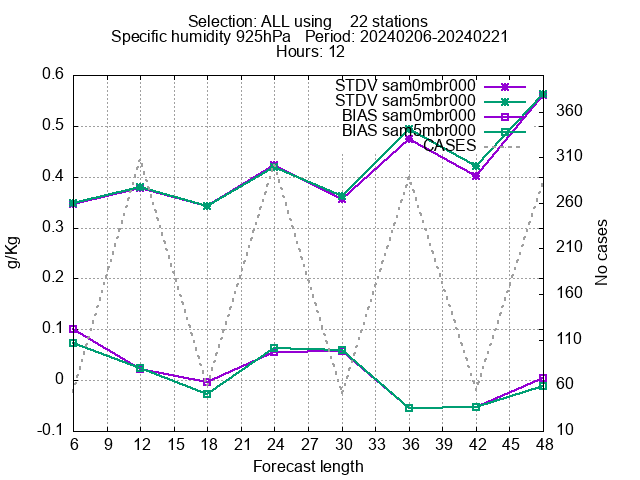 Selection: ALL using 22 stations
Specific humidity 925hPa Period: 20240206-20240221
Hours: 12
STDV sam0mbr000
STDV sam5mbr000
BIAS sam0mbr000
BIAS sam5mbr000
CASES
0.6
0.5
0.4
0.3
0.2
0.1
0
-0.1
g/Kg
360
310
260
210
160
110
60
10
No cases
6 9 12 15 18 21 24 27 30 33 36 39 42 45 48
Forecast length